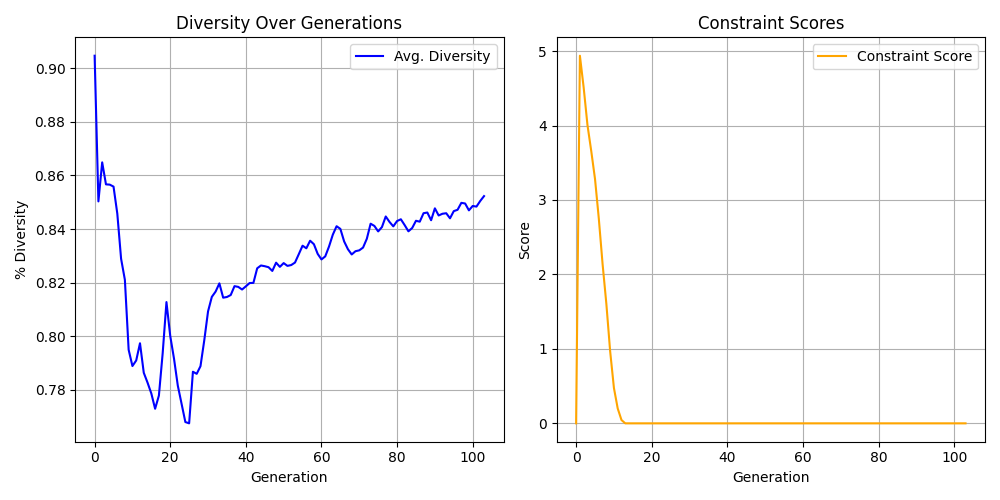 Diversity Over Generations
Avg. Diversity
% Diversity
0.90
0.88
0.86
0.84
0.82
0.80
0.78
0 20 40 60 80 100
Generation
Constraint Scores
Constraint Score
Score
5
4
3
2
1
0
0 20 40 60 80 100
Generation